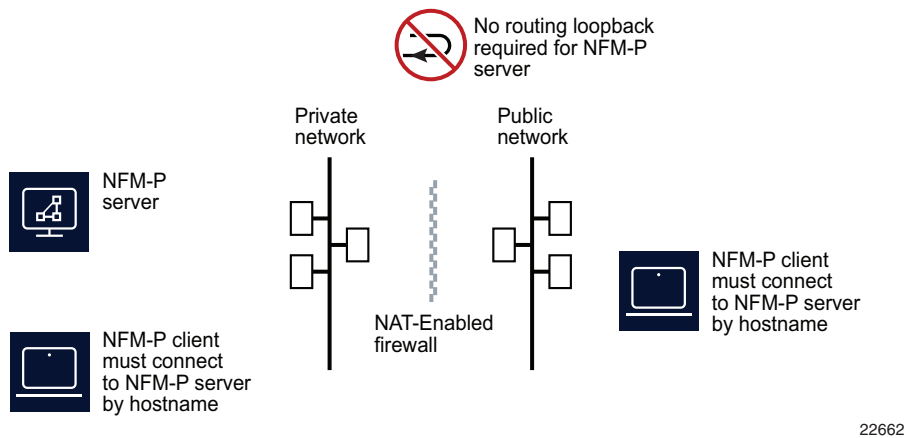 No routing loopback
required for NFM-P
server
Private
network
Public
network
NFM-P
server
NFM-P client
must connect
to NFM-P server
by hostname
NAT-Enabled
firewall
NFM-P client
must connect
to NFM-P server
by hostname
22662